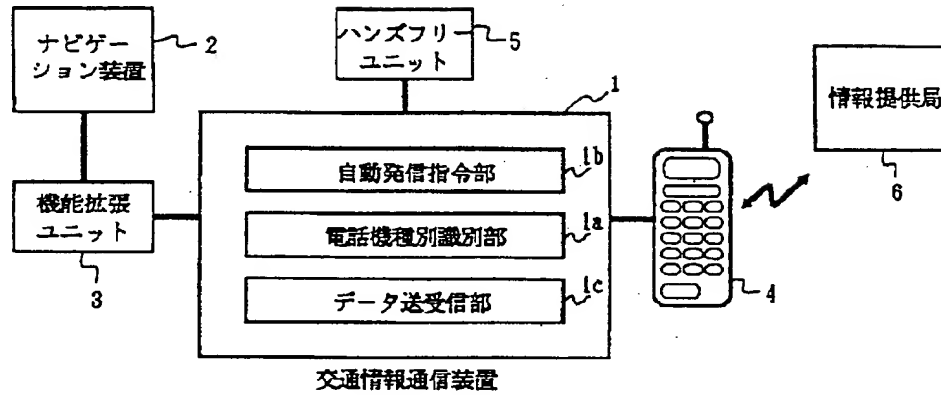 ナビゲー
ション装置
2
ハンズフリー
ユニット
5
1
情報提供局
6
自動発信指令部
1b
機能拡張
ユニット
3
電話機種別識別部
1a
データ送受信部
1c
4
交通情報通信装置